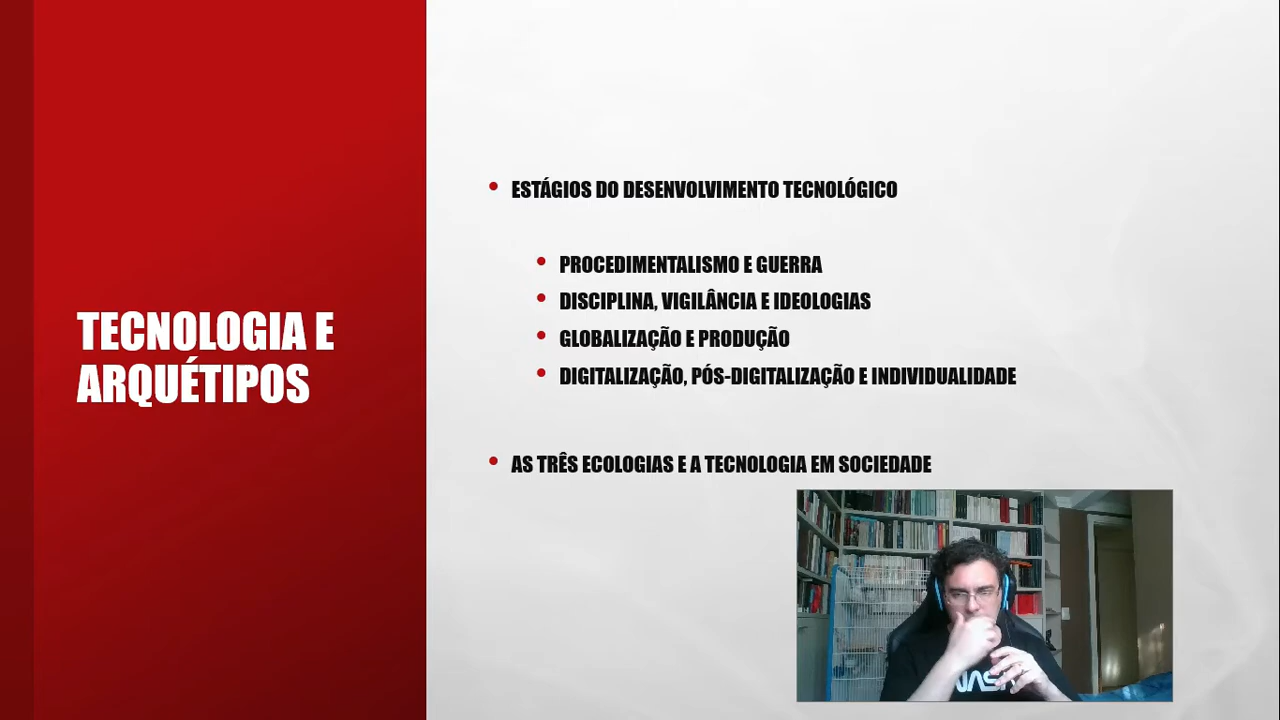 TECNOLOGIA E
ARQUÉTIPOS
ESTÁGIOS DO DESENVOLVIMENTO TECNOLÓGICO
PROCEDIMENTALISMO E GUERRA
DISCIPLINA, VIGILÂNCIA E IDEOLOGIAS
GLOBALIZAÇÃO E PRODUÇÃO
DIGITALIZAÇÃO, PÓS-DIGITALIZAÇÃO E INDIVIDUALIDADE
AS TRÊS ECOLOGIAS E A TECNOLOGIA EM SOCIEDADE
NASA